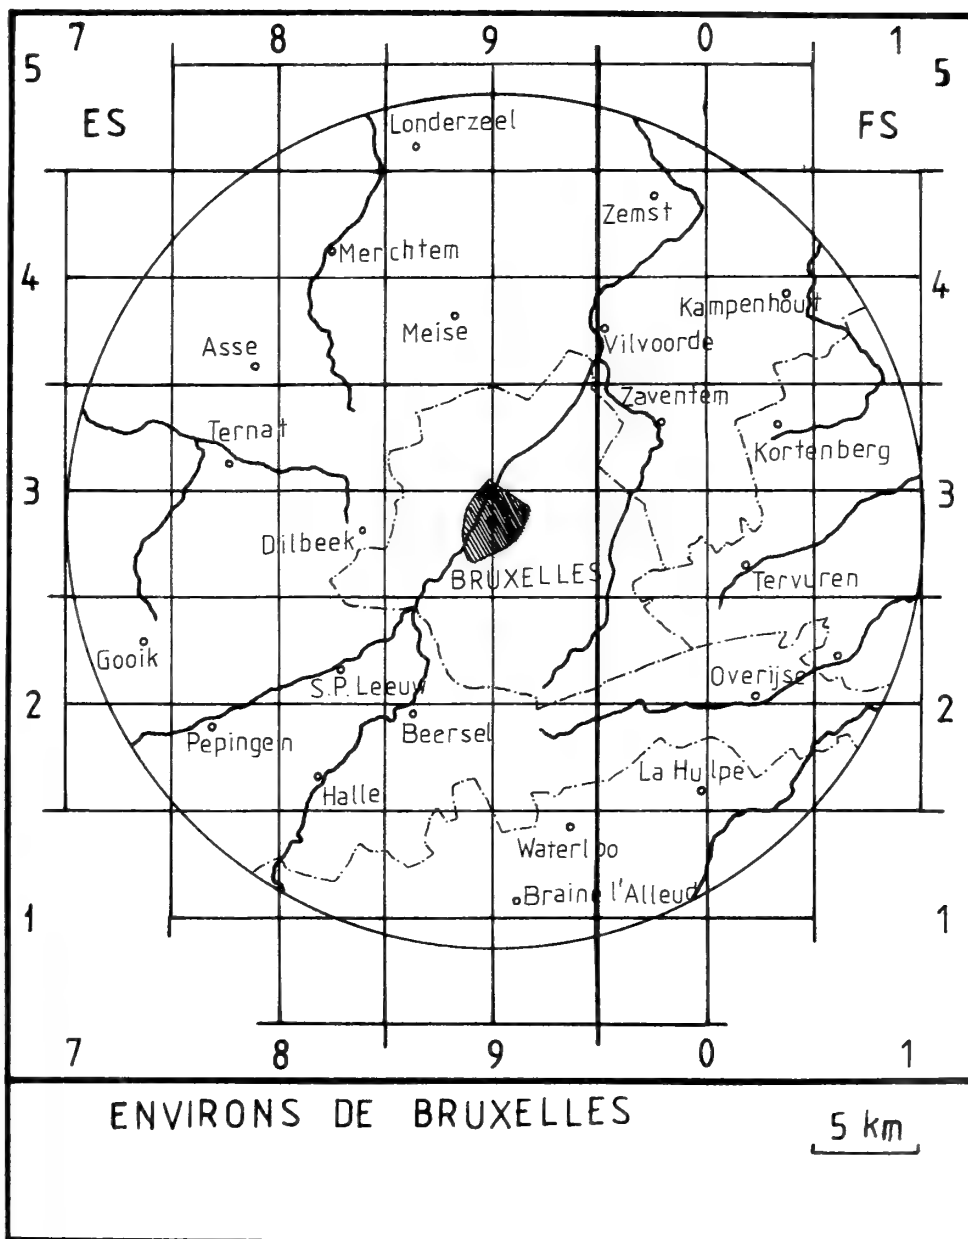 7 8 9 0 1
5 5
ES FS
Londerzeel
Zemst
Merchtem
4 4
Kampenhout
Meise
Vilvoorde
Asse
Zaventem
Ternat
Kortenberg
3 3
Dilbeek
BRUXELLES
Tervuren
Gooik
Overijse
S.P. Leeuw
2 2
Beersel
Pepingen
La Hulpe
Halle
Waterloo
Braine l'Alleud
1 1
7 8 9 0 1
ENVIRONS DE BRUXELLES
5 km